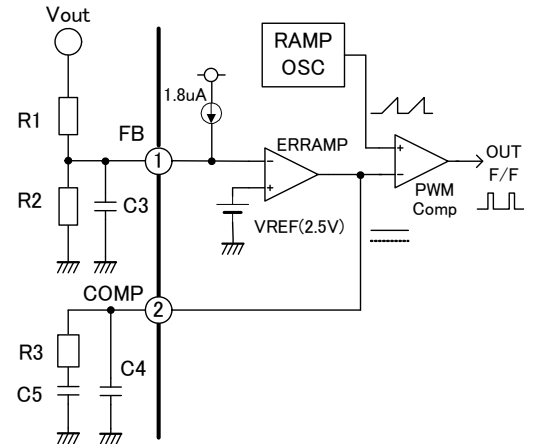 Vout
RAMP
OSC
R1
1.8uA
FB
1
ERRAMP
−
+
+
−
OUT
F/F
PWM
Comp
R2
C3
VREF(2.5V)
COMP
2
R3
C4
C5